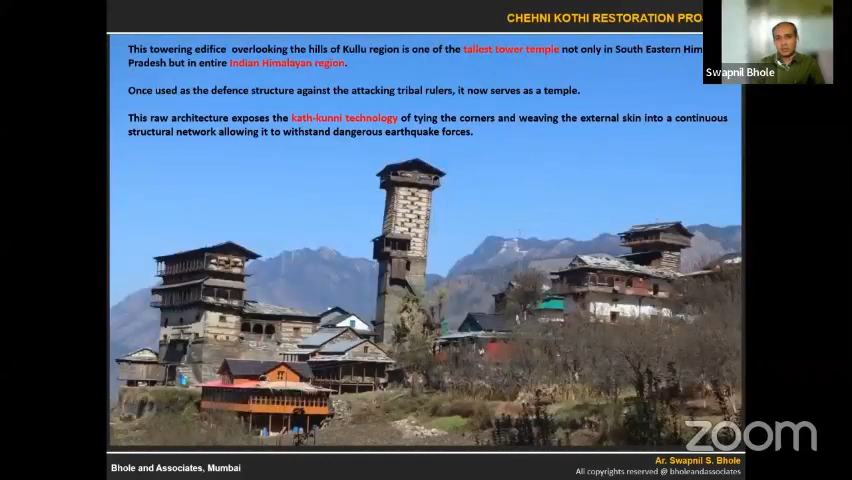 CHEHNI KOTHI RESTORATION PRO
Swapnil Bhole
This towering edifice overlooking the hills of Kullu region is one of the tallest tower temple not only in South Eastern Him
Pradesh but in entire Indian Himalayan region.
Once used as the defence structure against the attacking tribal rulers, it now serves as a temple.
This raw architecture exposes the kath-kunni technology of tying the corners and weaving the external skin into a continuous
structural network allowing it to withstand dangerous earthquake forces.
zoom
Bhole and Associates, Mumbai
Ar. Swapnil S. Bhole
All copyrights reserved @ bholeandassociates